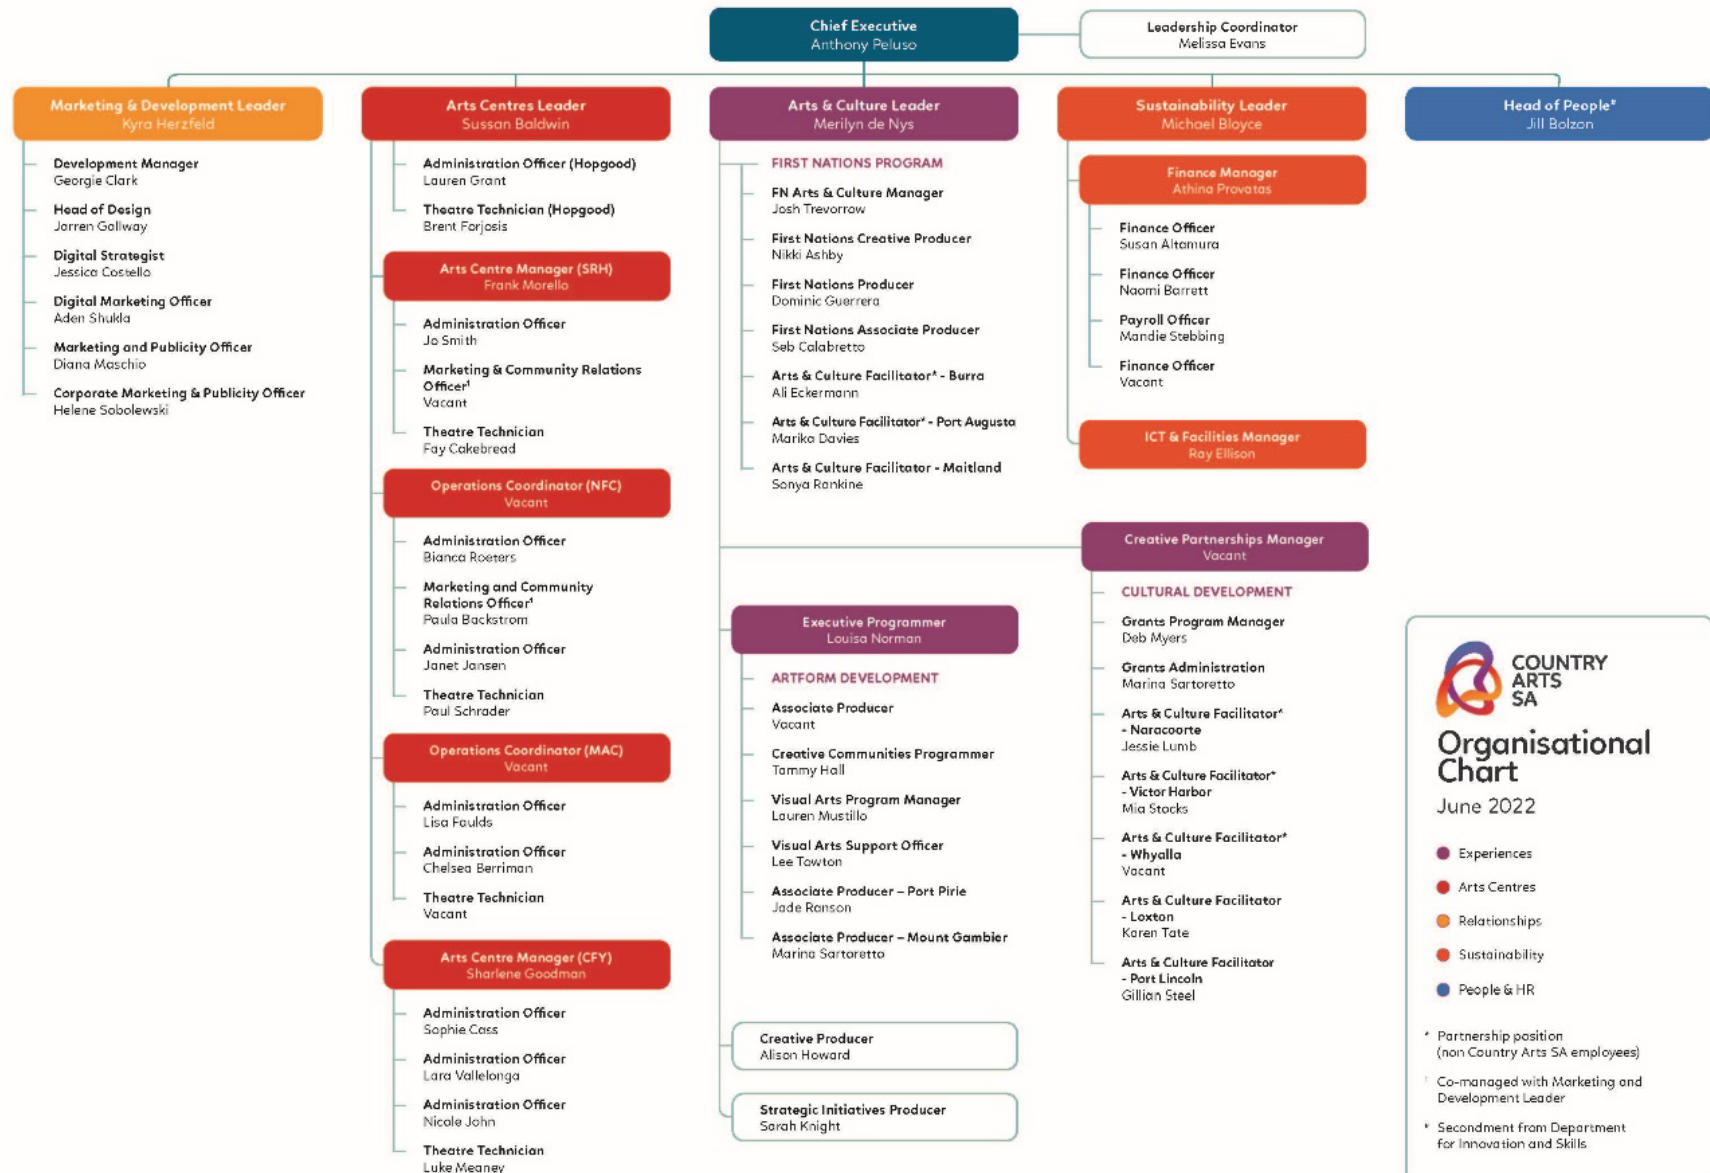 Chief Executive
Anthony Peluso
Leadership Coordinator
Melissa Evans
Marketing & Development Leader
Kyra Herzfeld
Development Manager
Georgie Clark
Head of Design
Jarren Gallway
Digital Strategist
Jessica Costello
Digital Marketing Officer
Aden Shukla
Marketing and Publicity Officer
Diana Maschio
Corporate Marketing & Publicity Officer
Helene Sobolewski
Arts Centres Leader
Sussan Baldwin
Administration Officer (Hopgood)
Lauren Grant
Theatre Technician (Hopgood)
Brent Forjosis
Arts Centre Manager (SRH)
Frank Morello
Administration Officer
Jo Smith
Marketing & Community Relations
Officer¹
Vacant
Theatre Technician
Fay Cakebread
Operations Coordinator (NFC)
Vacant
Administration Officer
Bianca Roeters
Marketing and Community
Relations Officer¹
Paula Backstrom
Administration Officer
Janet Jansen
Theatre Technician
Paul Schrader
Operations Coordinator (MAC)
Vacant
Administration Officer
Lisa Faulds
Administration Officer
Chelsea Berriman
Theatre Technician
Vacant
Arts Centre Manager (CFY)
Sharlene Goodman
Administration Officer
Sophie Cass
Administration Officer
Lara Vallelonga
Administration Officer
Nicole John
Theatre Technician
Luke Meaney
Arts & Culture Leader
Merilyn de Nys
FIRST NATIONS PROGRAM
FN Arts & Culture Manager
Josh Trevorrow
First Nations Creative Producer
Nikki Ashby
First Nations Producer
Dominic Guerrera
First Nations Associate Producer
Seb Calabretto
Arts & Culture Facilitator* - Burra
Ali Eckermann
Arts & Culture Facilitator* - Port Augusta
Marika Davies
Arts & Culture Facilitator - Maitland
Sonya Rankine
Executive Programmer
Louisa Norman
ARTFORM DEVELOPMENT
Associate Producer
Vacant
Creative Communities Programmer
Tammy Hall
Visual Arts Program Manager
Lauren Mustillo
Visual Arts Support Officer
Lee Towton
Associate Producer – Port Pirie
Jade Ranson
Associate Producer – Mount Gambier
Marina Sartoretto
Creative Producer
Alison Howard
Strategic Initiatives Producer
Sarah Knight
Sustainability Leader
Michael Bloyce
Finance Manager
Athina Provatas
Finance Officer
Susan Altamura
Finance Officer
Naomi Barrett
Payroll Officer
Mandie Stebbing
Finance Officer
Vacant
ICT & Facilities Manager
Ray Ellison
Creative Partnerships Manager
Vacant
CULTURAL DEVELOPMENT
Grants Program Manager
Deb Myers
Grants Administration
Marina Sartoretto
Arts & Culture Facilitator*
- Naracoorte
Jessie Lumb
Arts & Culture Facilitator*
- Victor Harbor
Mia Stocks
Arts & Culture Facilitator*
- Whyalla
Vacant
Arts & Culture Facilitator
- Loxton
Karen Tate
Arts & Culture Facilitator
- Port Lincoln
Gillian Steel
Head of People#
Jill Bolzon
COUNTRY
ARTS
SA
Organisational
Chart
June 2022
Experiences
Arts Centres
Relationships
Sustainability
People & HR
* Partnership position
(non Country Arts SA employees)
¹ Co-managed with Marketing and
Development Leader
# Secondment from Department
for Innovation and Skills